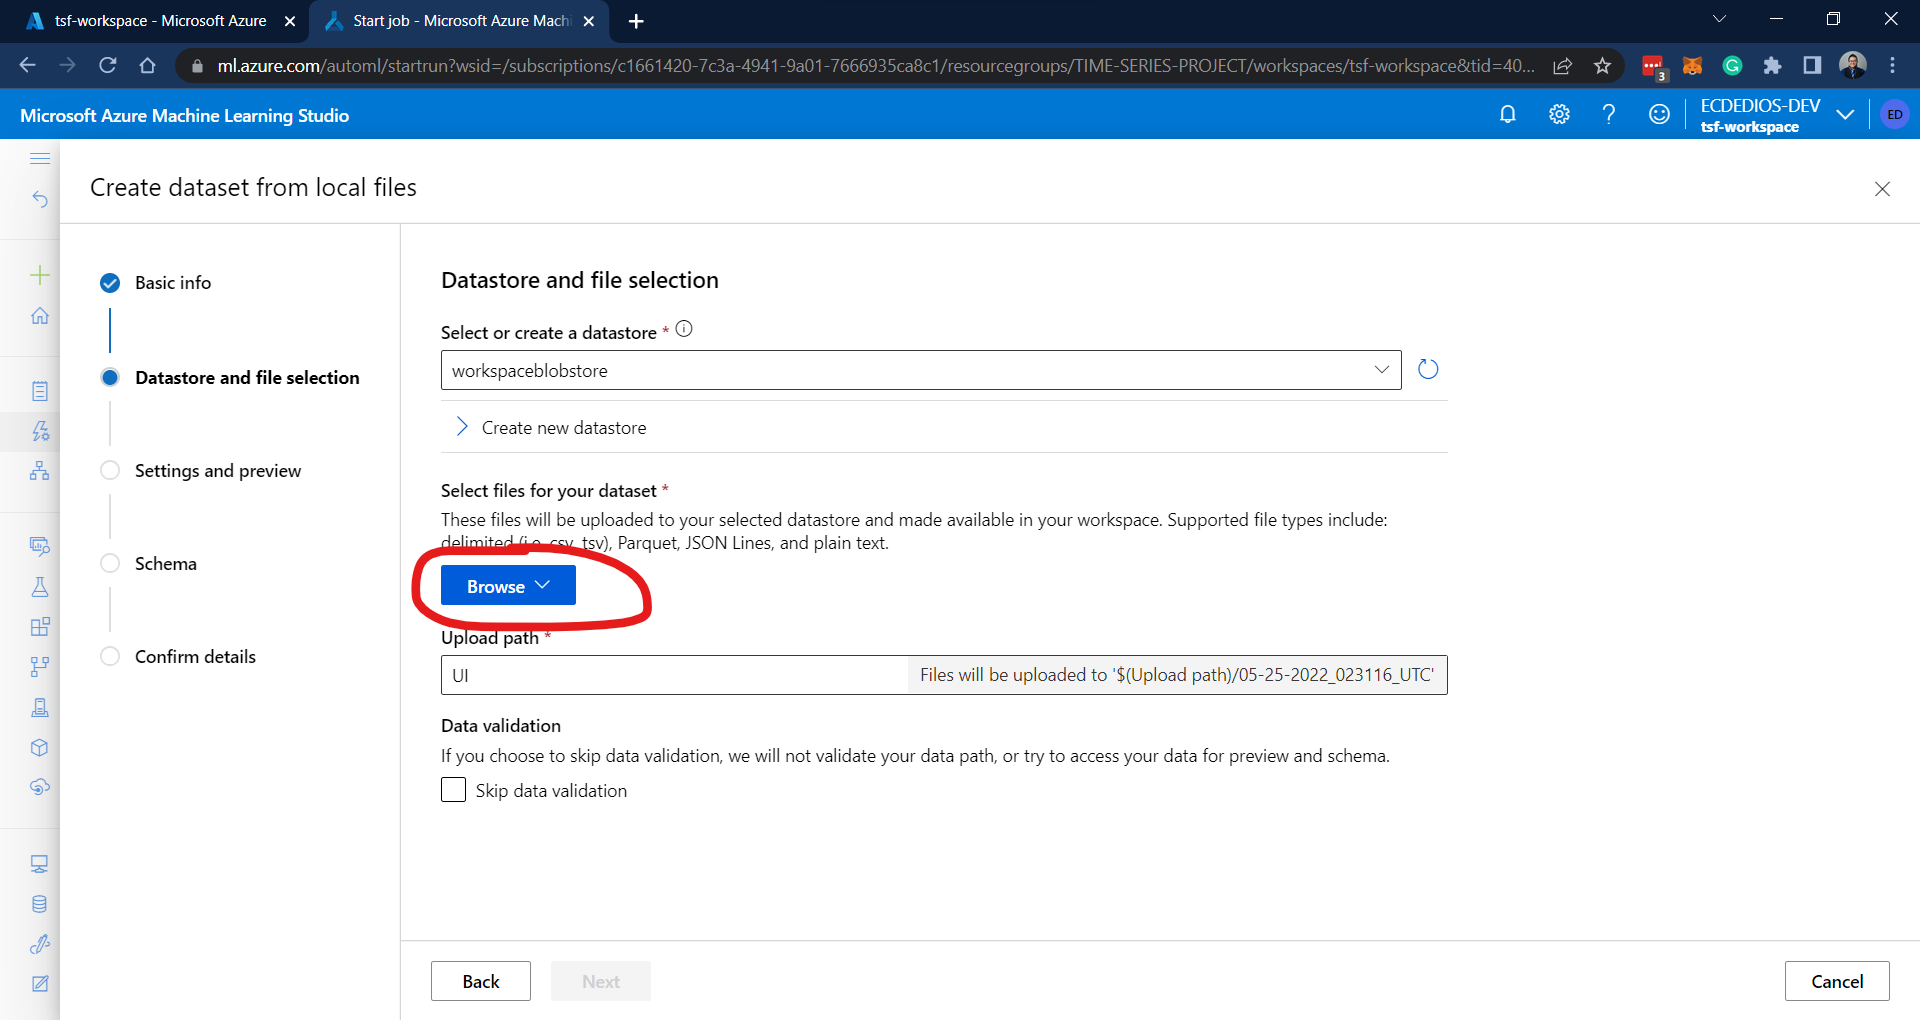 tsf-workspace - Microsoft Azure
Start job - Microsoft Azure Machi
ml.azure.com/automl/startrun?wsid=/subscriptions/c1661420-7c3a-4941-9a01-7666935ca8c1/resourcegroups/TIME-SERIES-PROJECT/workspaces/tsf-workspace&tid=40...
3
Microsoft Azure Machine Learning Studio
ECDEDIOS-DEV
tsf-workspace
ED
Create dataset from local files
Basic info
Datastore and file selection
Settings and preview
Schema
Confirm details
Datastore and file selection
Select or create a datastore *
workspaceblobstore
Create new datastore
Select files for your dataset *
These files will be uploaded to your selected datastore and made available in your workspace. Supported file types include:
delimited (i.e. csv, tsv), Parquet, JSON Lines, and plain text.
Browse
Upload path *
UI
Files will be uploaded to '$(Upload path)/05-25-2022_023116_UTC'
Data validation
If you choose to skip data validation, we will not validate your data path, or try to access your data for preview and schema.
Skip data validation
Back
Next
Cancel